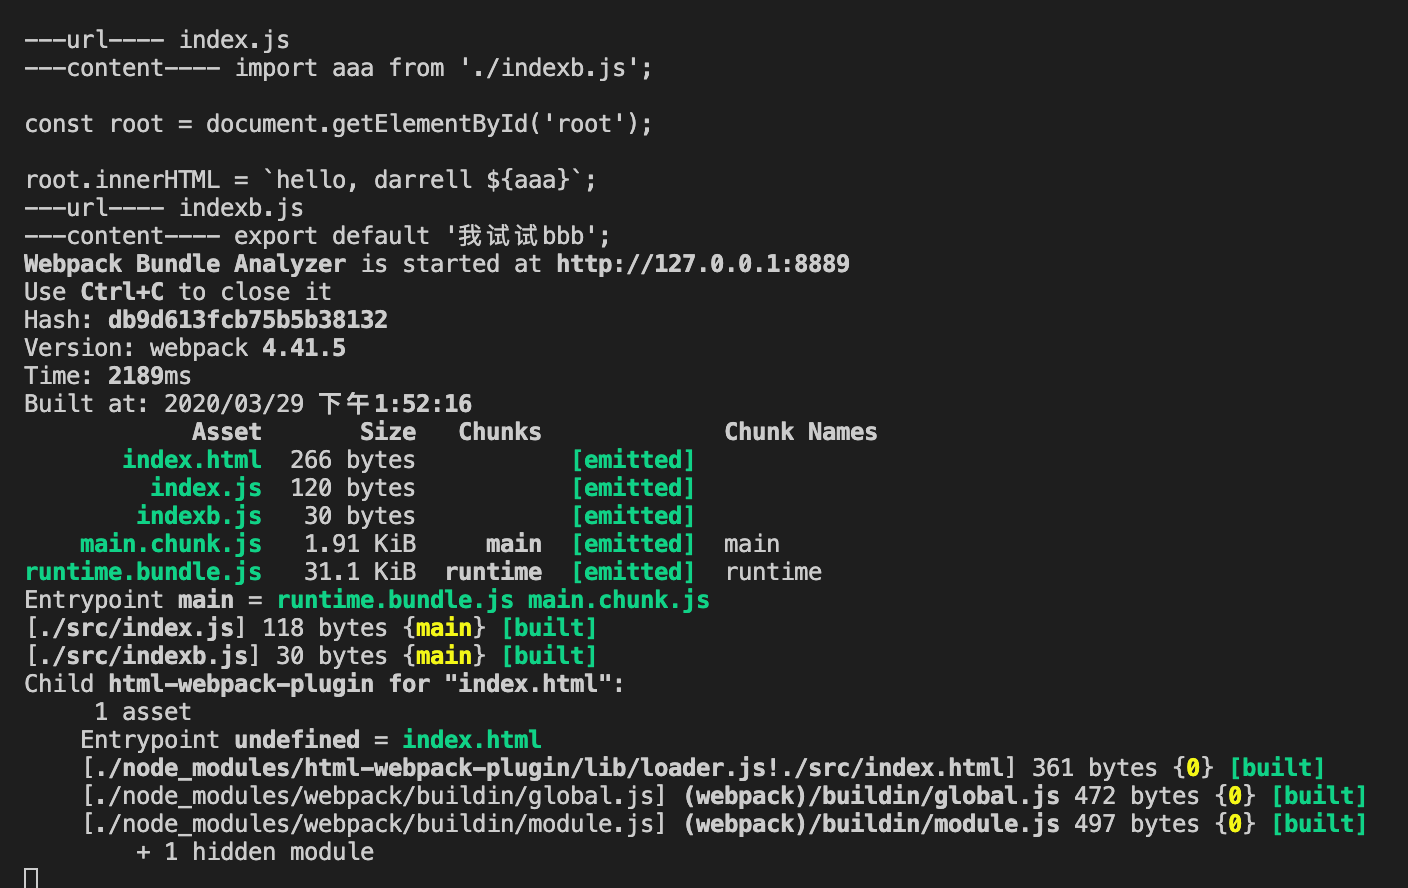 ---url---- index.js
---content---- import aaa from './indexb.js';
const root = document.getElementById('root');
root.innerHTML = `hello, darrell ${aaa}`;
---url---- indexb.js
---content---- export default '我试试bbb';
Webpack Bundle Analyzer is started at http://127.0.0.1:8889
Use Ctrl+C to close it
Hash: db9d613fcb75b5b38132
Version: webpack 4.41.5
Time: 2189ms
Built at: 2020/03/29 下午1:52:16
Asset Size Chunks Chunk Names
index.html 266 bytes [emitted]
index.js 120 bytes [emitted]
indexb.js 30 bytes [emitted]
main.chunk.js 1.91 KiB main [emitted] main
runtime.bundle.js 31.1 KiB runtime [emitted] runtime
Entrypoint main = runtime.bundle.js main.chunk.js
[./src/index.js] 118 bytes {main} [built]
[./src/indexb.js] 30 bytes {main} [built]
Child html-webpack-plugin for "index.html":
1 asset
Entrypoint undefined = index.html
[./node_modules/html-webpack-plugin/lib/loader.js!./src/index.html] 361 bytes {0} [built]
[./node_modules/webpack/buildin/global.js] (webpack)/buildin/global.js 472 bytes {0} [built]
[./node_modules/webpack/buildin/module.js] (webpack)/buildin/module.js 497 bytes {0} [built]
+ 1 hidden module